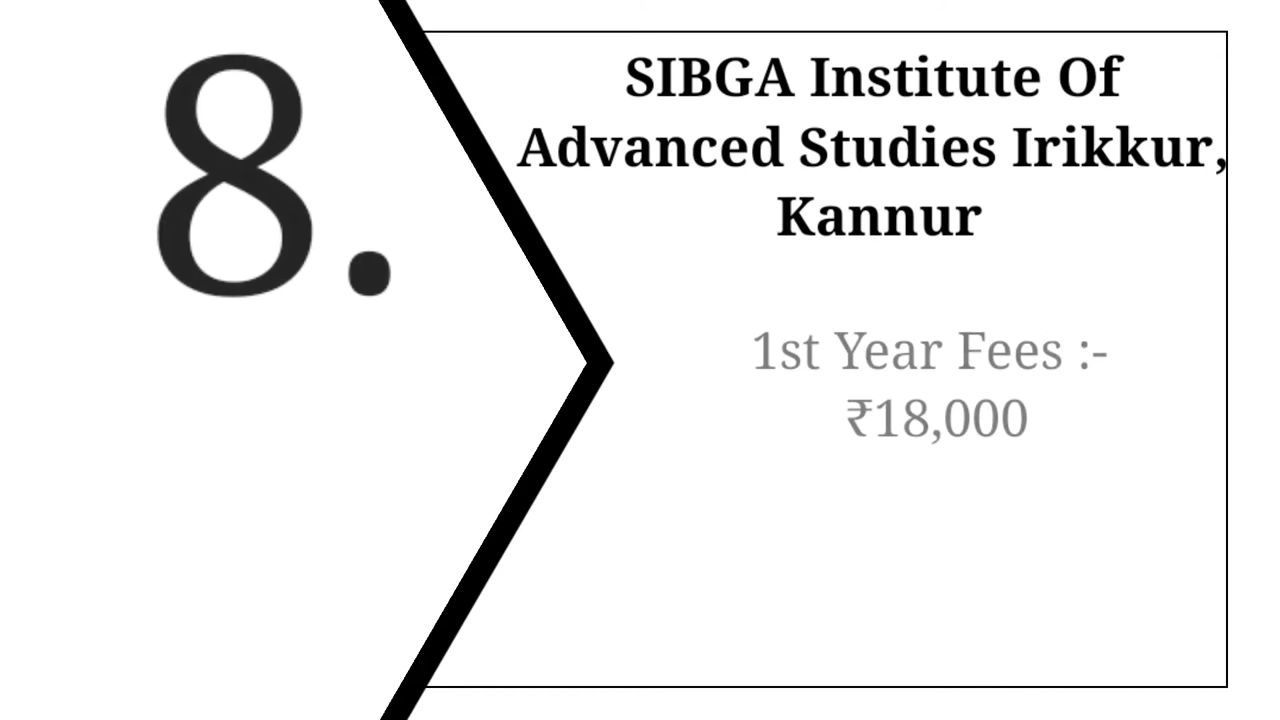 8.
SIBGA Institute Of
Advanced Studies Irikkur,
Kannur
1st Year Fees :-
₹18,000